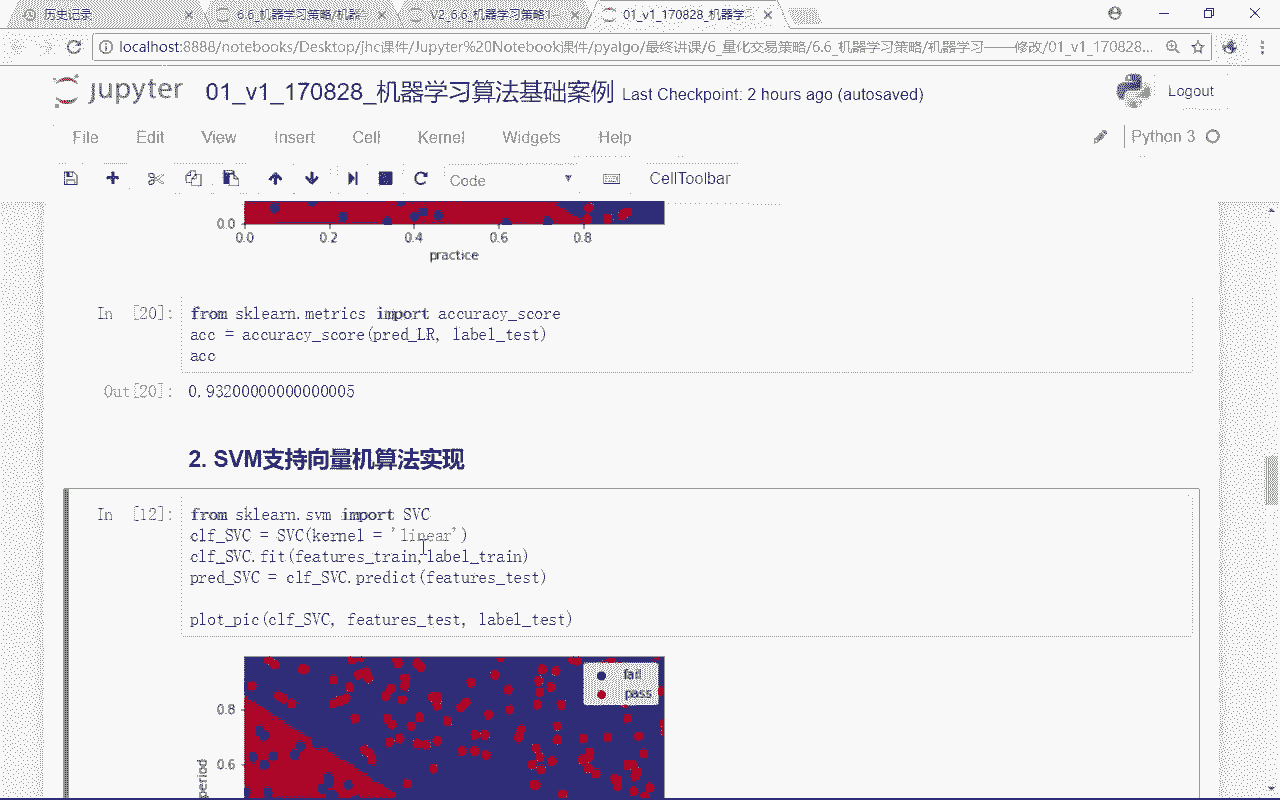 历史记录
6.6_机器学习策略/机器
V2_6.6_机器学习策略1
01_v1_170828_机器学
localhost:8888/notebooks/Desktop/jhc课件/Jupyter%20Notebook课件/pyalgo/最终讲课/6_量化交易策略/6.6_机器学习策略/机器学习——修改/01_v1_170828...
jupyter 01_v1_170828_机器学习算法基础案例 Last Checkpoint: 2 hours ago (autosaved)
Logout
File Edit View Insert Cell Kernel Widgets Help
Python 3
Code
CellToolbar
0.0
0.0 0.2 0.4 0.6 0.8
practice
In [20]: from sklearn.metrics import accuracy_score
acc = accuracy_score(pred_LR, label_test)
acc
Out[20]: 0.93200000000000005
2. SVM支持向量机算法实现
In [12]: from sklearn.svm import SVC
clf_SVC = SVC(kernel = 'linear')
clf_SVC.fit(features_train,label_train)
pred_SVC = clf_SVC.predict(features_test)
plot_pic(clf_SVC, features_test, label_test)
fail
pass
0.8
0.6
period